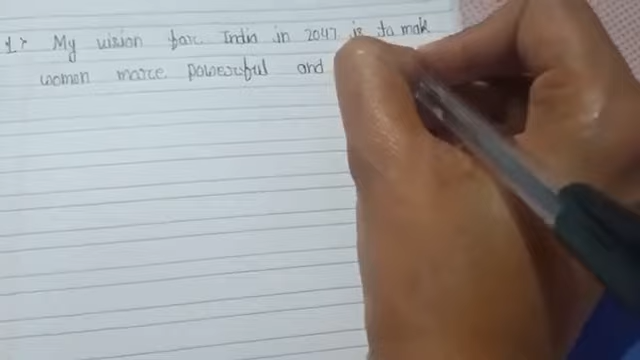 1> My vision for India in 2047 is to mak
women more powerful and